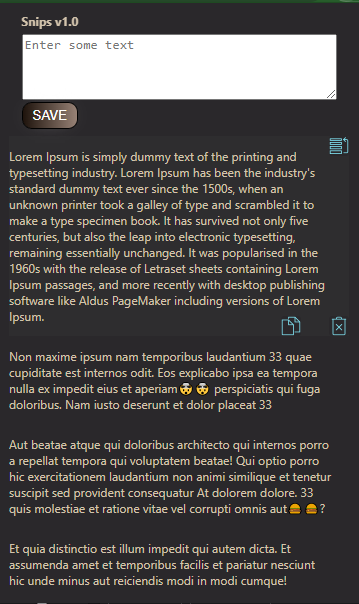 Snips v1.0
Enter some text
SAVE
Lorem Ipsum is simply dummy text of the printing and
typesetting industry. Lorem Ipsum has been the industry's
standard dummy text ever since the 1500s, when an
unknown printer took a galley of type and scrambled it to
make a type specimen book. It has survived not only five
centuries, but also the leap into electronic typesetting,
remaining essentially unchanged. It was popularised in the
1960s with the release of Letraset sheets containing Lorem
Ipsum passages, and more recently with desktop publishing
software like Aldus PageMaker including versions of Lorem
Ipsum.
Non maxime ipsum nam temporibus laudantium 33 quae
cupiditate est internos odit. Eos explicabo ipsa ea tempora
nulla ex impedit eius et aperiam🤯 🤯 perspiciatis qui fuga
doloribus. Nam iusto deserunt et dolor placeat 33
Aut beatae atque qui doloribus architecto qui internos porro
a repellat tempora qui voluptatem beatae! Qui optio porro
hic exercitationem laudantium non animi similique et tenetur
suscipit sed provident consequatur At dolorem dolore. 33
quis molestiae et ratione vitae vel corrupti omnis aut🍔 🍔?
Et quia distinctio est illum impedit qui autem dicta. Et
assumenda amet et temporibus facilis et pariatur nesciunt
hic unde minus aut reiciendis modi in modi cumque!